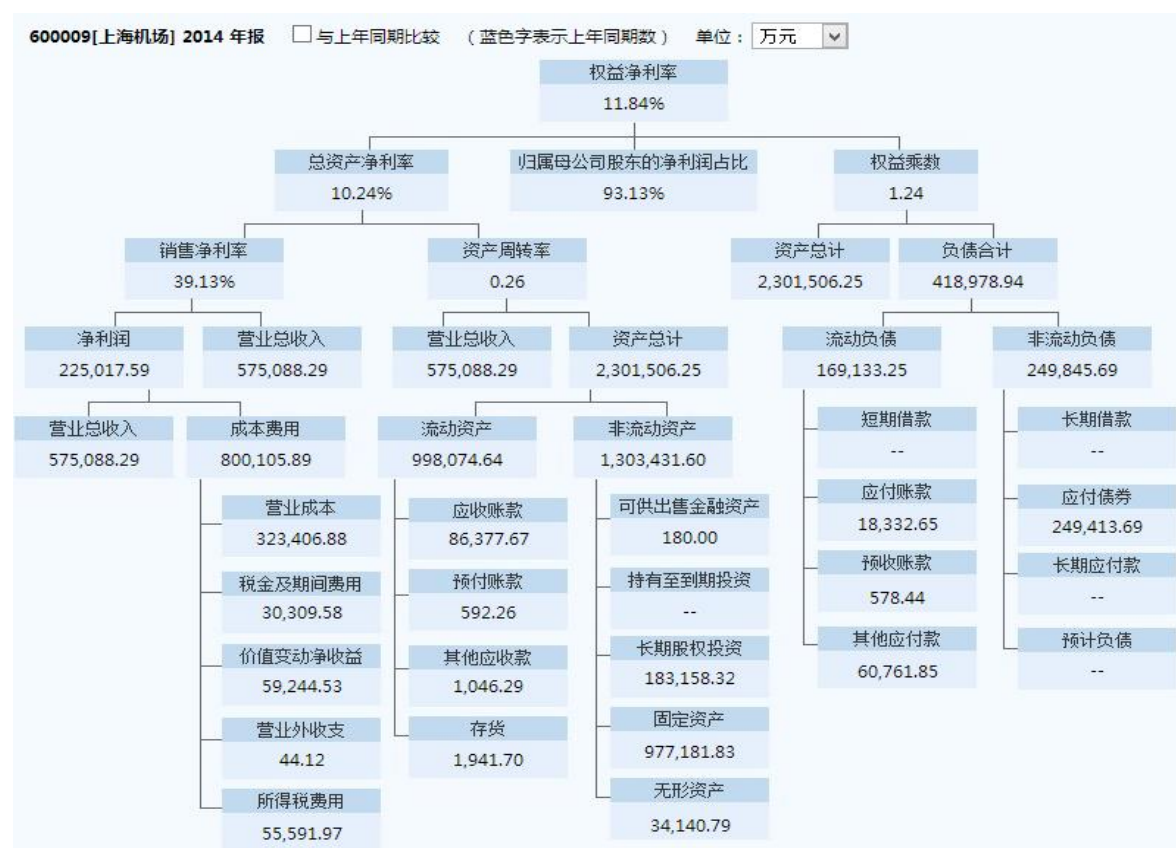 600009[上海机场] 2014 年报 与上年同期比较 (蓝色字表示上年同期数) 单位: 万元
权益净利率
11.84%
总资产净利率 归属母公司股东的净利润占比 权益乘数
10.24% 93.13% 1.24
销售净利率 资产周转率 资产总计 负债合计
39.13% 0.26 2,301,506.25 418,978.94
净利润 营业总收入 营业总收入 资产总计 流动负债 非流动负债
225,017.59 575,088.29 575,088.29 2,301,506.25 169,133.25 249,845.69
营业总收入 成本费用 流动资产 非流动资产 短期借款 长期借款
575,088.29 800,105.89 998,074.64 1,303,431.60 -- --
营业成本 应收账款 可供出售金融资产 应付账款 应付债券
323,406.88 86,377.67 180.00 18,332.65 249,413.69
税金及期间费用 预付账款 持有至到期投资 预收账款 长期应付款
30,309.58 592.26 -- 578.44 --
价值变动净收益 其他应收款 长期股权投资 其他应付款 预计负债
59,244.53 1,046.29 183,158.32 60,761.85 --
营业外收支 存货 固定资产
44.12 1,941.70 977,181.83
所得税费用 无形资产
55,591.97 34,140.79